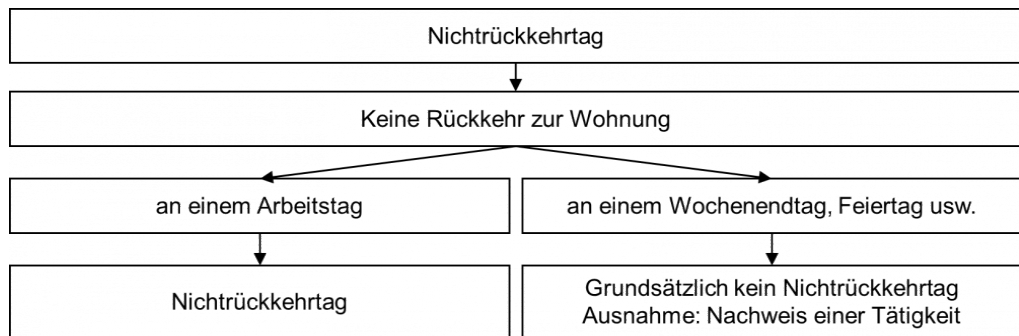 Nichtrückkehrtag
Keine Rückkehr zur Wohnung
an einem Arbeitstag
an einem Wochenendtag, Feiertag usw.
Nichtrückkehrtag
Grundsätzlich kein Nichtrückkehrtag
Ausnahme: Nachweis einer Tätigkeit